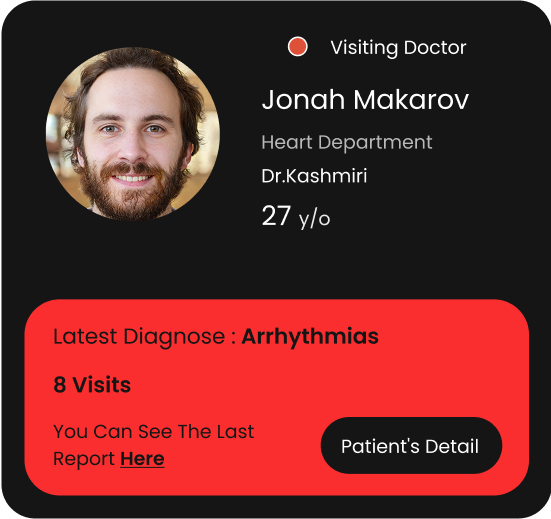 Visiting Doctor
Jonah Makarov
Heart Department
Dr.Kashmiri
27 y/o
Latest Diagnose : Arrhythmias
8 Visits
You Can See The Last
Report Here
Patient's Detail